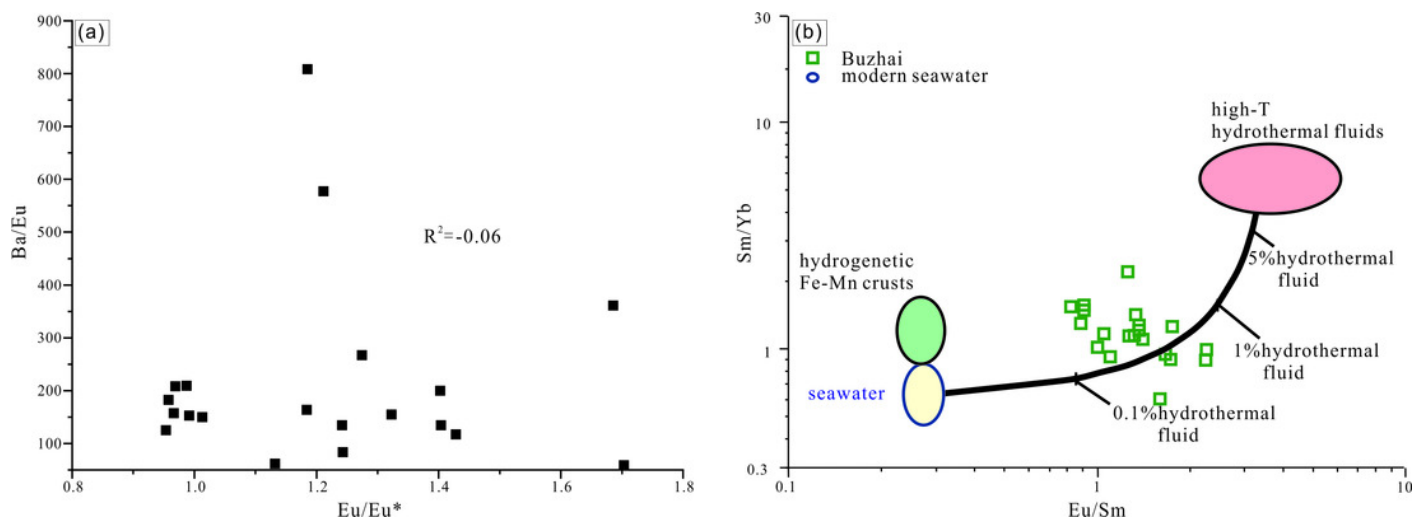 (a)
900
800
700
600
500
400
300
200
100
Ba/Eu
R²=-0.06
0.8
1.0
1.2
1.4
1.6
1.8
Eu/Eu*
(b)
Buzhai
modern seawater
30
10
1
0.3
Sm/Yb
high-T
hydrothermal fluids
hydrogenetic
Fe-Mn crusts
5%hydrothermal
fluid
1%hydrothermal
fluid
seawater
0.1%hydrothermal
fluid
0.1
1
10
Eu/Sm